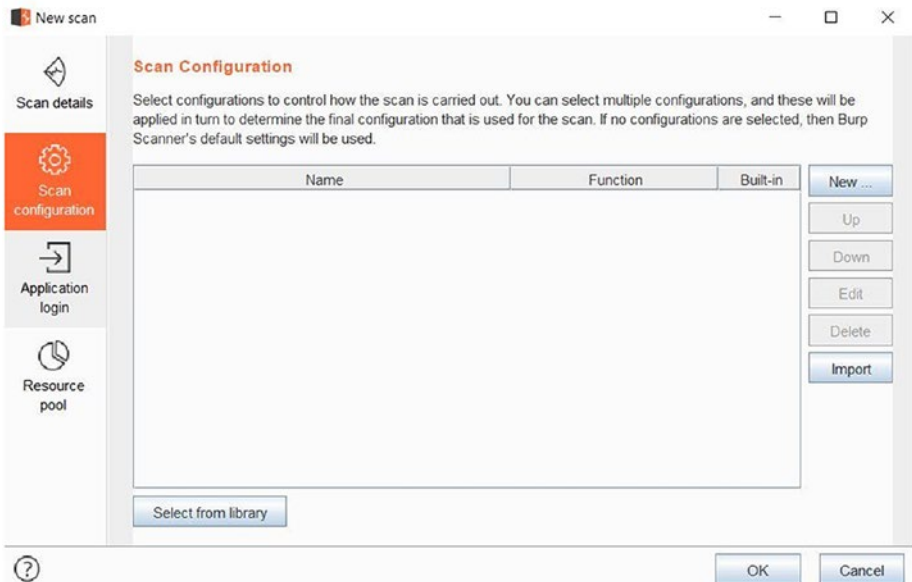 New scan
Scan details
Scan
configuration
Application
login
Resource
pool
Scan Configuration
Select configurations to control how the scan is carried out. You can select multiple configurations, and these will be
applied in turn to determine the final configuration that is used for the scan. If no configurations are selected, then Burp
Scanner's default settings will be used.
Name Function Built-in
New ...
Up
Down
Edit
Delete
Import
Select from library
?
OK Cancel